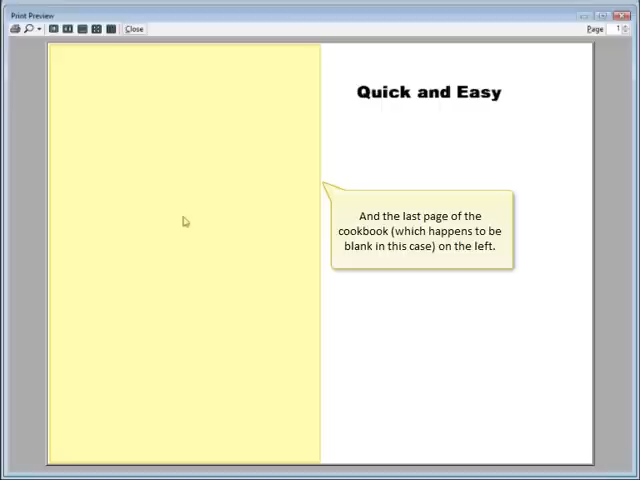 Print Preview
Close
Page 1
Quick and Easy
And the last page of the
cookbook (which happens to be
blank in this case) on the left.